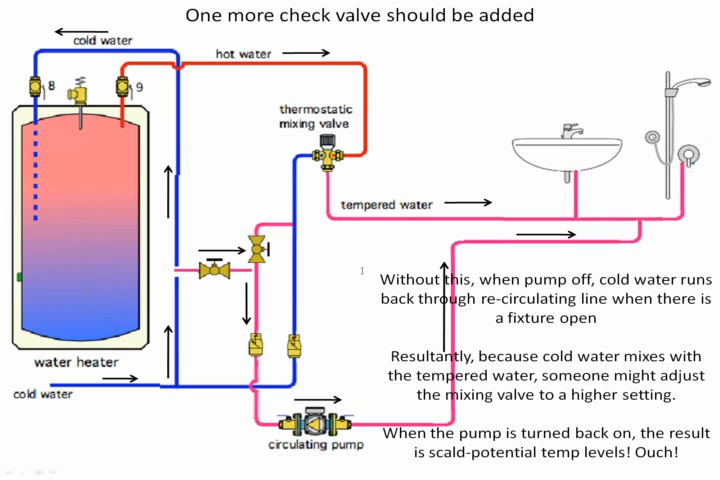 One more check valve should be added
cold water
hot water
8
9
thermostatic
mixing valve
tempered water
Without this, when pump off, cold water runs
back through re-circulating line when there is
a fixture open
water heater
Resultantly, because cold water mixes with
the tempered water, someone might adjust
the mixing valve to a higher setting.
cold water
circulating pump
When the pump is turned back on, the result
is scald-potential temp levels! Ouch!